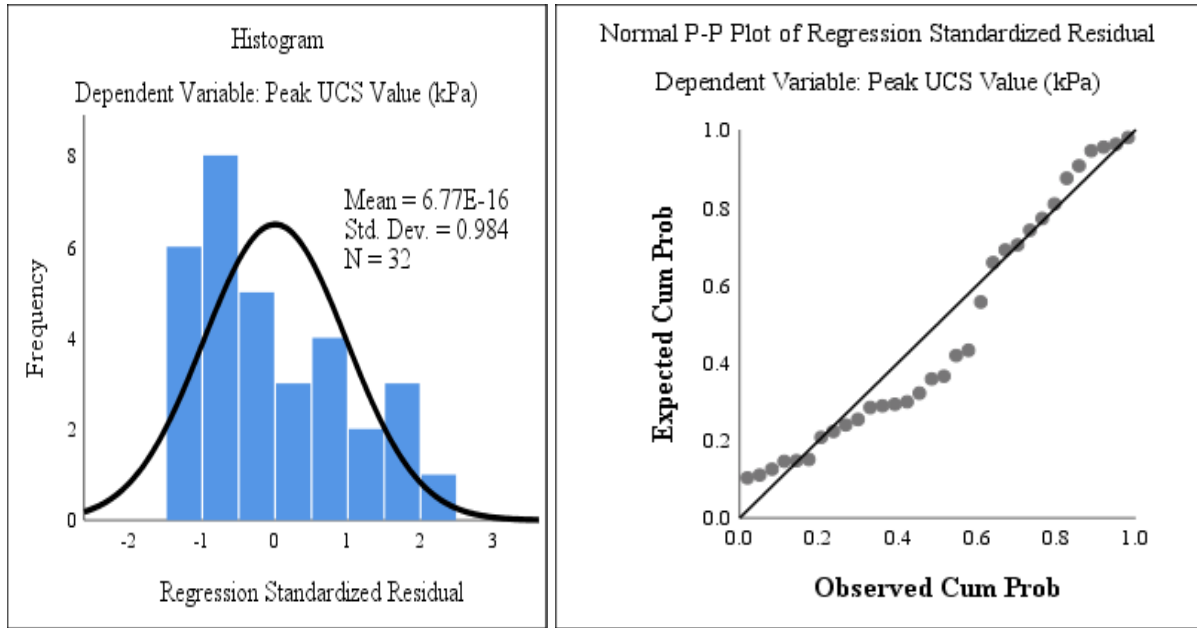 Histogram
Dependent Variable: Peak UCS Value (kPa)
Mean = 6.77E-16
Std. Dev. = 0.984
N = 32
Frequency
8
6
4
2
0
-2 -1 0 1 2 3
Regression Standardized Residual
Normal P-P Plot of Regression Standardized Residual
Dependent Variable: Peak UCS Value (kPa)
Expected Cum Prob
1.0
0.8
0.6
0.4
0.2
0.0
0.0 0.2 0.4 0.6 0.8 1.0
Observed Cum Prob